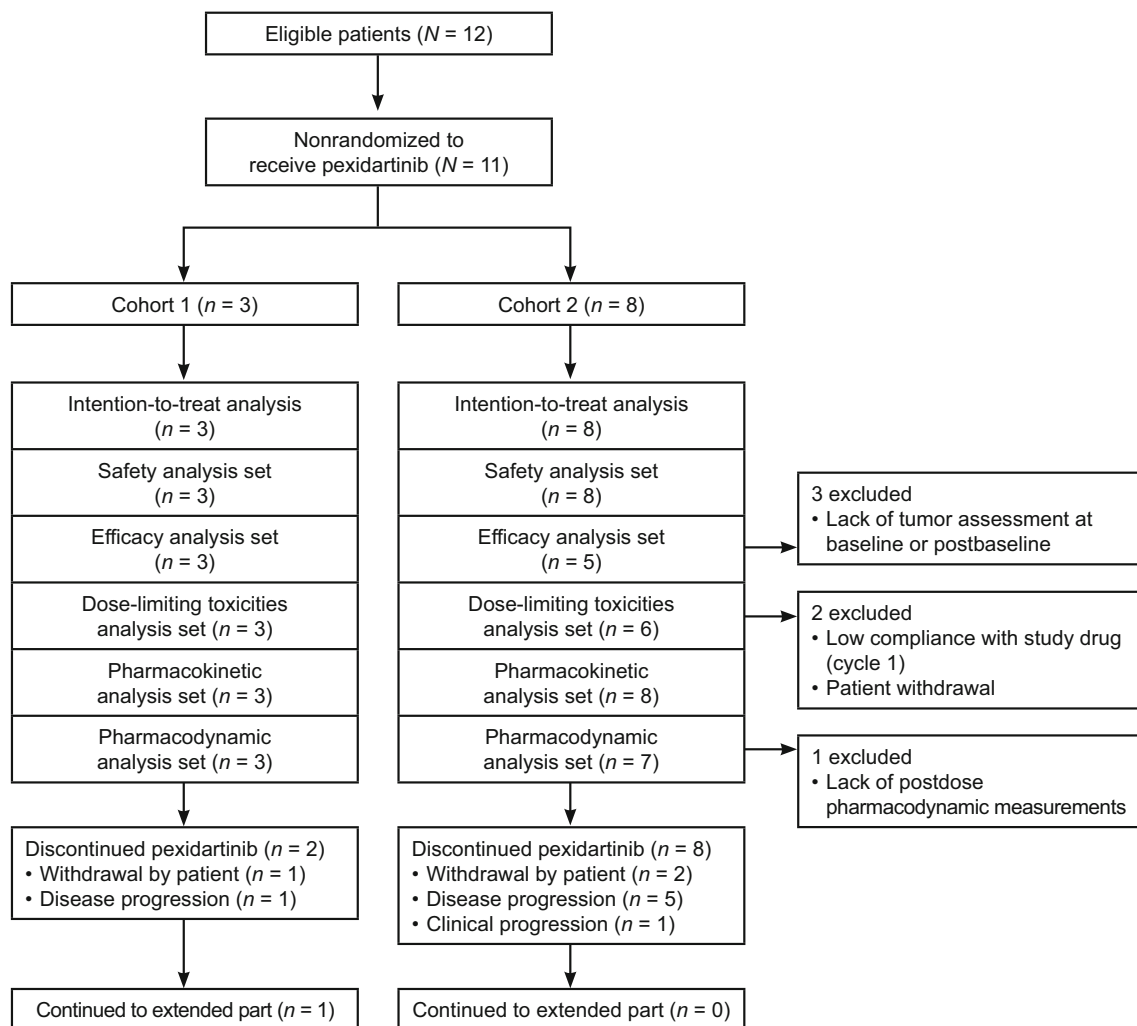 Eligible patients (N = 12)
Nonrandomized to
receive pexidartinib (N = 11)
Cohort 1 (n = 3)
Cohort 2 (n = 8)
Intention-to-treat analysis
(n = 3)
Safety analysis set
(n = 3)
Efficacy analysis set
(n = 3)
Dose-limiting toxicities
analysis set (n = 3)
Pharmacokinetic
analysis set (n = 3)
Pharmacodynamic
analysis set (n = 3)
Intention-to-treat analysis
(n = 8)
Safety analysis set
(n = 8)
Efficacy analysis set
(n = 5)
Dose-limiting toxicities
analysis set (n = 6)
Pharmacokinetic
analysis set (n = 8)
Pharmacodynamic
analysis set (n = 7)
3 excluded
• Lack of tumor assessment at
baseline or postbaseline
2 excluded
• Low compliance with study drug
(cycle 1)
• Patient withdrawal
1 excluded
• Lack of postdose
pharmacodynamic measurements
Discontinued pexidartinib (n = 2)
• Withdrawal by patient (n = 1)
• Disease progression (n = 1)
Discontinued pexidartinib (n = 8)
• Withdrawal by patient (n = 2)
• Disease progression (n = 5)
• Clinical progression (n = 1)
Continued to extended part (n = 1)
Continued to extended part (n = 0)